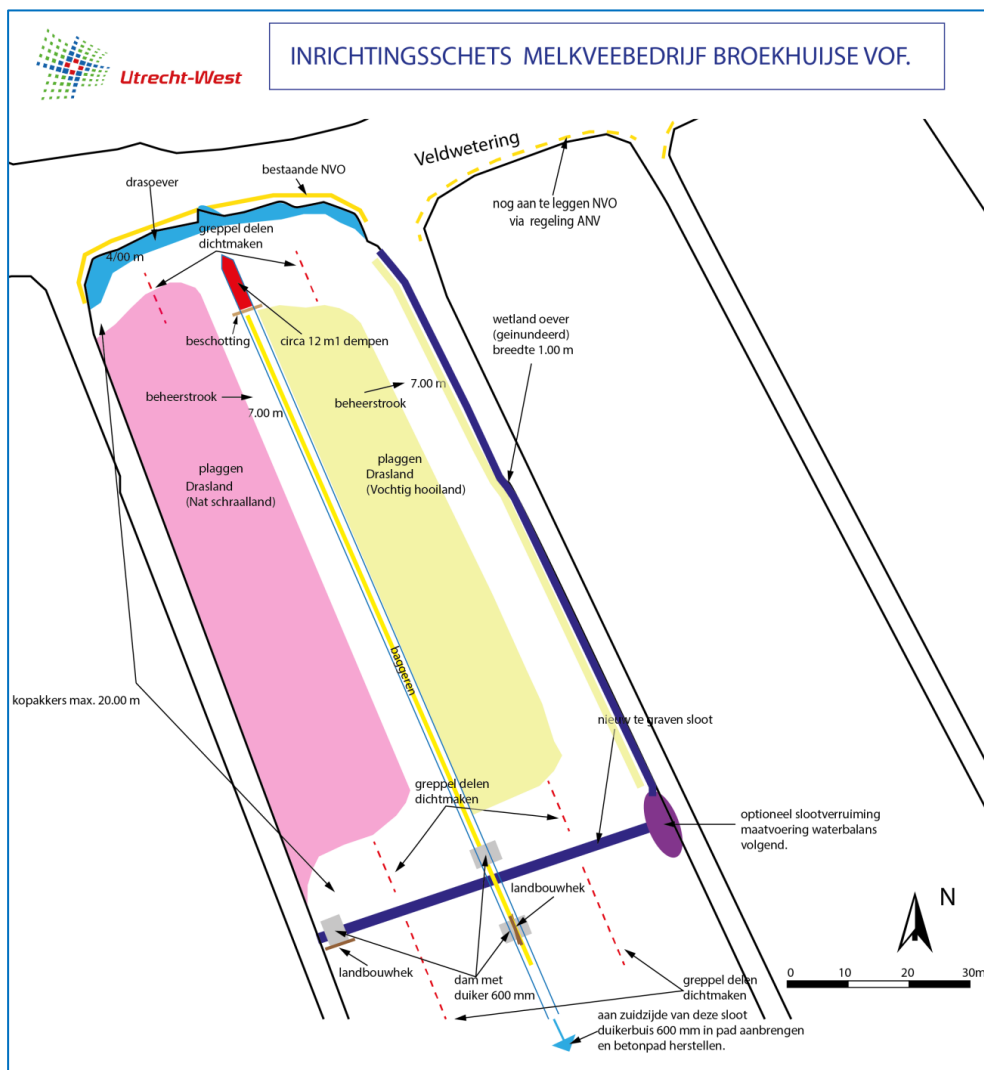 Utrecht-West
INRICHTINGSSCHETS MELKVEEBEDRIJF BROEKHUIJSE VOF.
Veldwetering
bestaande NVO
drasoever
nog aan te leggen NVO
via regeling ANV
greppel delen
dichtmaken
4/00 m
wetland oever
(geinundeerd)
breedte 1.00 m
beschotting
circa 12 m1 dempen
7.00 m
beheerstrook
beheerstrook
7.00 m
plaggen
Drasland
(Nat schraalland)
plaggen
Drasland
(Vochtig hooiland)
baggeren
kopakkers max. 20.00 m
nieuw te graven sloot
greppel delen
dichtmaken
optioneel slootverruiming
maatvoering waterbalans
volgend.
landbouwhek
N
landbouwhek
dam met
duiker 600 mm
greppel delen
dichtmaken
0 10 20 30m
aan zuidzijde van deze sloot
duikerbuis 600 mm in pad aanbrengen
en betonpad herstellen.